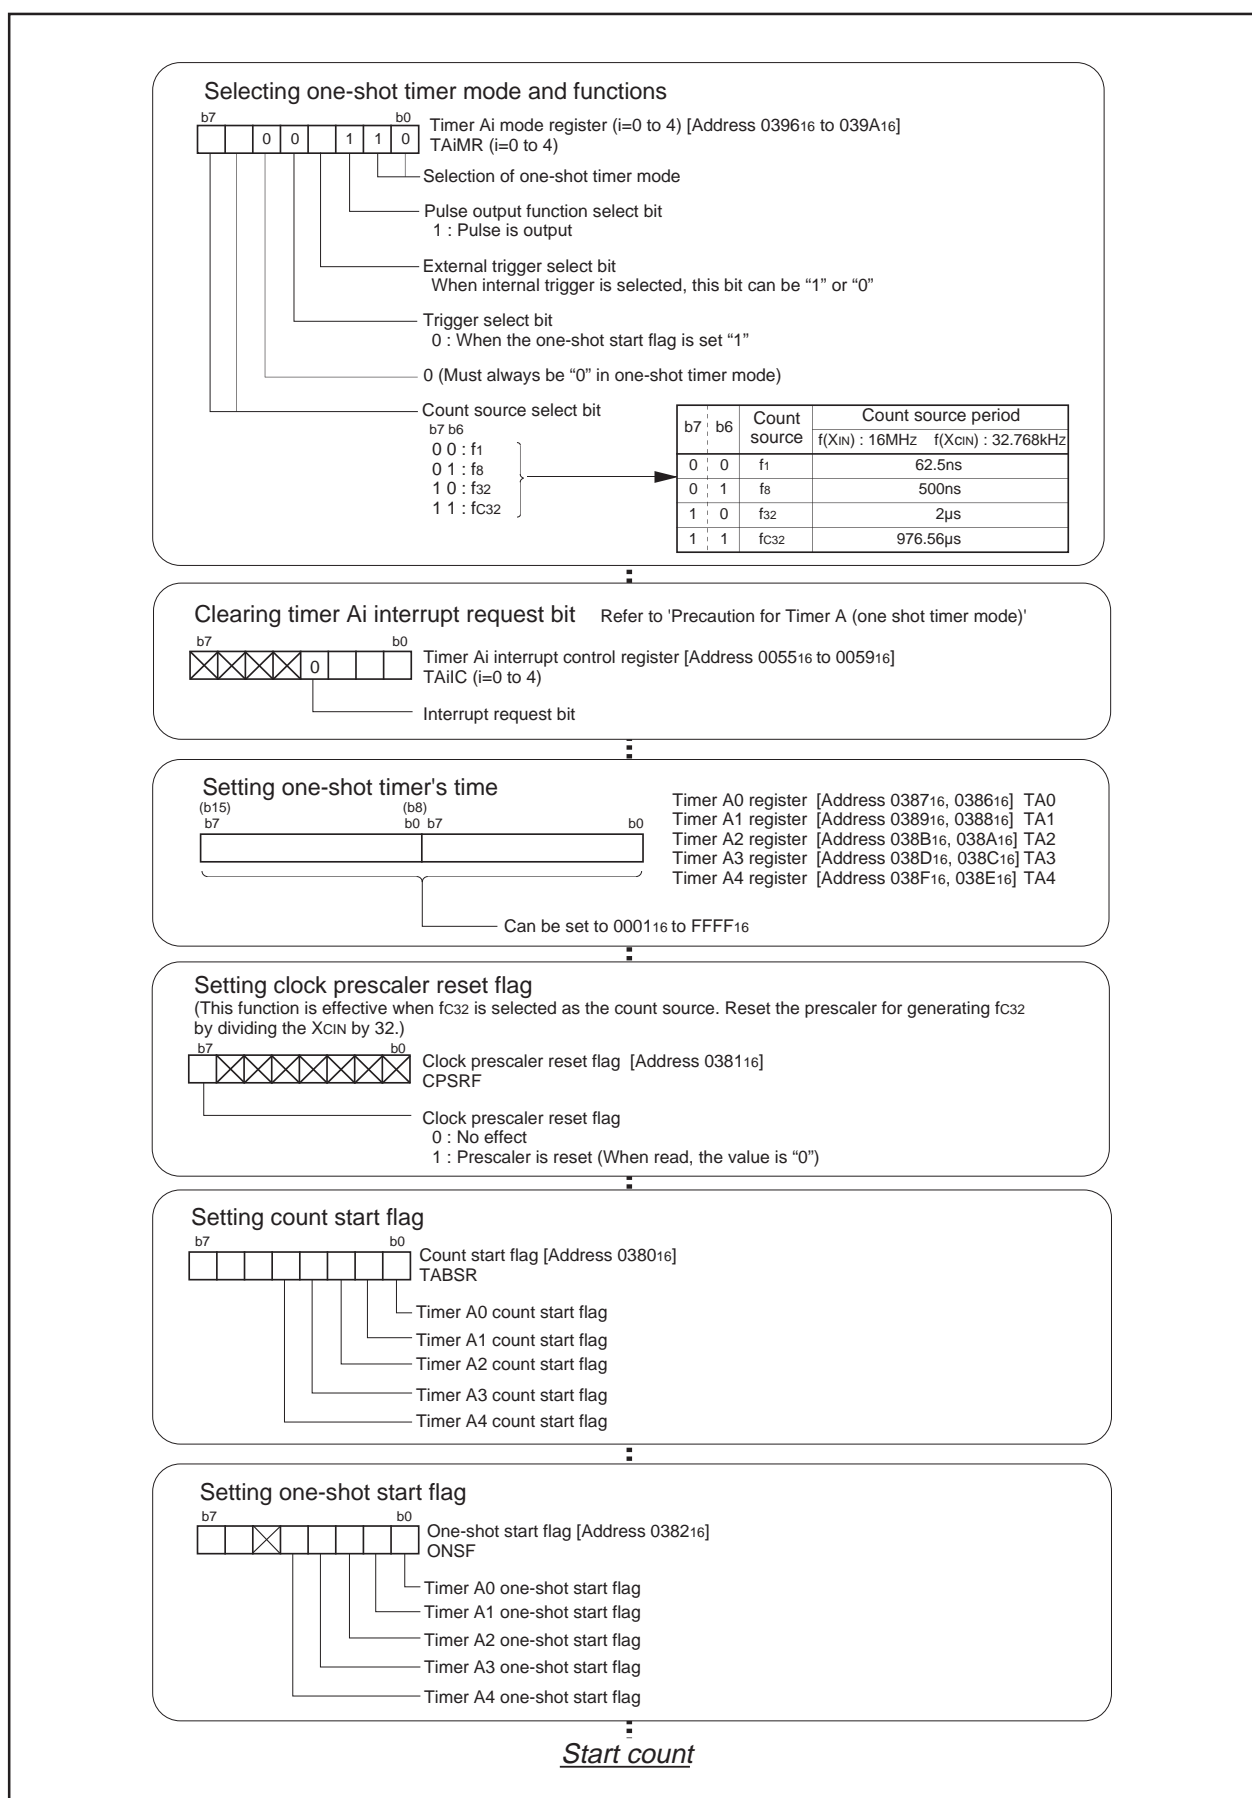 Selecting one-shot timer mode and functions
b7 b0
0 0 1 1 0
Timer Ai mode register (i=0 to 4) [Address 039616 to 039A16]
TAiMR (i=0 to 4)
Selection of one-shot timer mode
Pulse output function select bit
1 : Pulse is output
External trigger select bit
When internal trigger is selected, this bit can be “1” or “0”
Trigger select bit
0 : When the one-shot start flag is set “1”
0 (Must always be “0” in one-shot timer mode)
Count source select bit
b7 b6
0 0 : f1
0 1 : f8
1 0 : f32
1 1 : fC32
b7 b6 Count source Count source period
f(XIN) : 16MHz f(XCIN) : 32.768kHz
0 0 f1 62.5ns
0 1 f8 500ns
1 0 f32 2µs
1 1 fC32 976.56µs
Clearing timer Ai interrupt request bit Refer to 'Precaution for Timer A (one shot timer mode)'
b7 b0
0
Timer Ai interrupt control register [Address 005516 to 005916]
TAiIC (i=0 to 4)
Interrupt request bit
Setting one-shot timer's time
(b15) (b8)
b7 b0 b7 b0
Timer A0 register [Address 038716, 038616] TA0
Timer A1 register [Address 038916, 038816] TA1
Timer A2 register [Address 038B16, 038A16] TA2
Timer A3 register [Address 038D16, 038C16] TA3
Timer A4 register [Address 038F16, 038E16] TA4
Can be set to 000116 to FFFF16
Setting clock prescaler reset flag
(This function is effective when fC32 is selected as the count source. Reset the prescaler for generating fC32
by dividing the XCIN by 32.)
b7 b0
Clock prescaler reset flag [Address 038116]
CPSRF
Clock prescaler reset flag
0 : No effect
1 : Prescaler is reset (When read, the value is “0”)
Setting count start flag
b7 b0
Count start flag [Address 038016]
TABSR
Timer A0 count start flag
Timer A1 count start flag
Timer A2 count start flag
Timer A3 count start flag
Timer A4 count start flag
Setting one-shot start flag
b7 b0
One-shot start flag [Address 038216]
ONSF
Timer A0 one-shot start flag
Timer A1 one-shot start flag
Timer A2 one-shot start flag
Timer A3 one-shot start flag
Timer A4 one-shot start flag
Start count